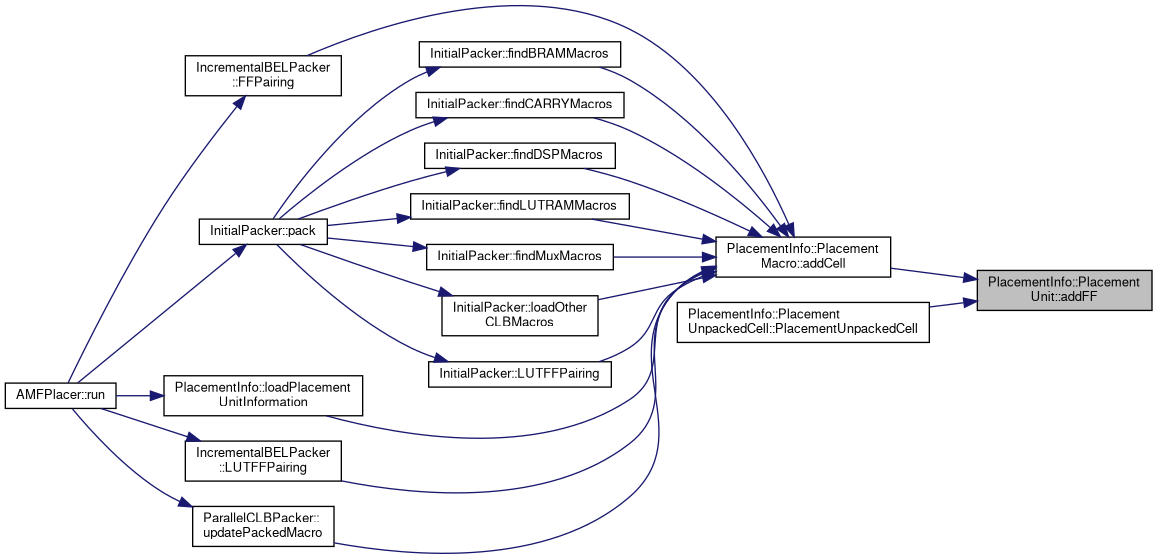 IncrementalBELPacker
::FFPairing
InitialPacker::findBRAMMacros
InitialPacker::findCARRYMacros
InitialPacker::findDSPMacros
InitialPacker::findLUTRAMMacros
InitialPacker::pack
InitialPacker::findMuxMacros
PlacementInfo::Placement
Macro::addCell
PlacementInfo::Placement
Unit::addFF
InitialPacker::loadOther
CLBMacros
PlacementInfo::Placement
UnpackedCell::PlacementUnpackedCell
InitialPacker::LUTFFPairing
AMFPlacer::run
PlacementInfo::loadPlacement
UnitInformation
IncrementalBELPacker
::LUTFFPairing
ParallelCLBPacker::
updatePackedMacro